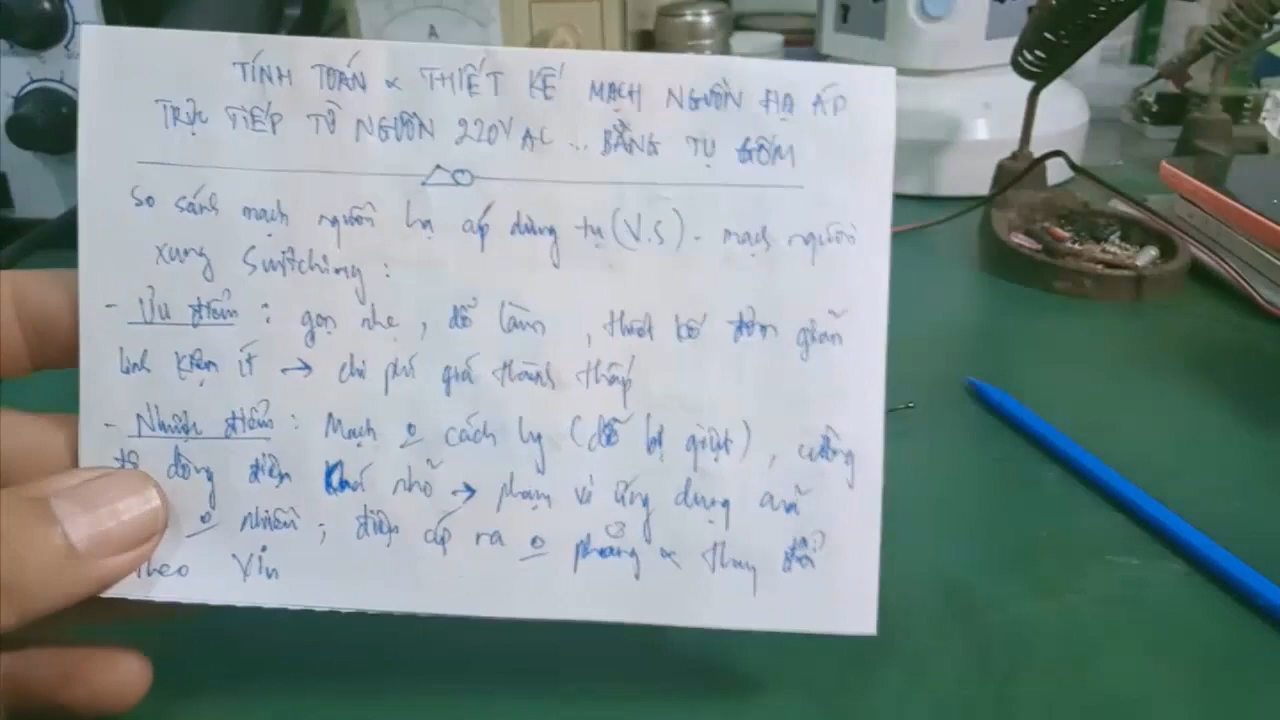 TÍNH TOÁN & THIẾT KẾ MẠCH NGUỒN HẠ ÁP
TRỰC TIẾP TỪ NGUỒN 220V AC ... BẰNG TỤ GỐM
So sánh mạch nguồn hạ áp dùng tụ (V.S) - mạch nguồn
xung Switching :
- Ưu điểm : gọn nhẹ, dễ làm, thiết kế đơn giản
linh kiện ít → chi phí giá thành thấp
- Nhược điểm : Mạch o cách ly (dễ bị giật), cường
độ dòng điện khá nhỏ → phạm vi ứng dụng
o nhiều ; điện áp ra o phẳng & thay đổi
theo Vin
A